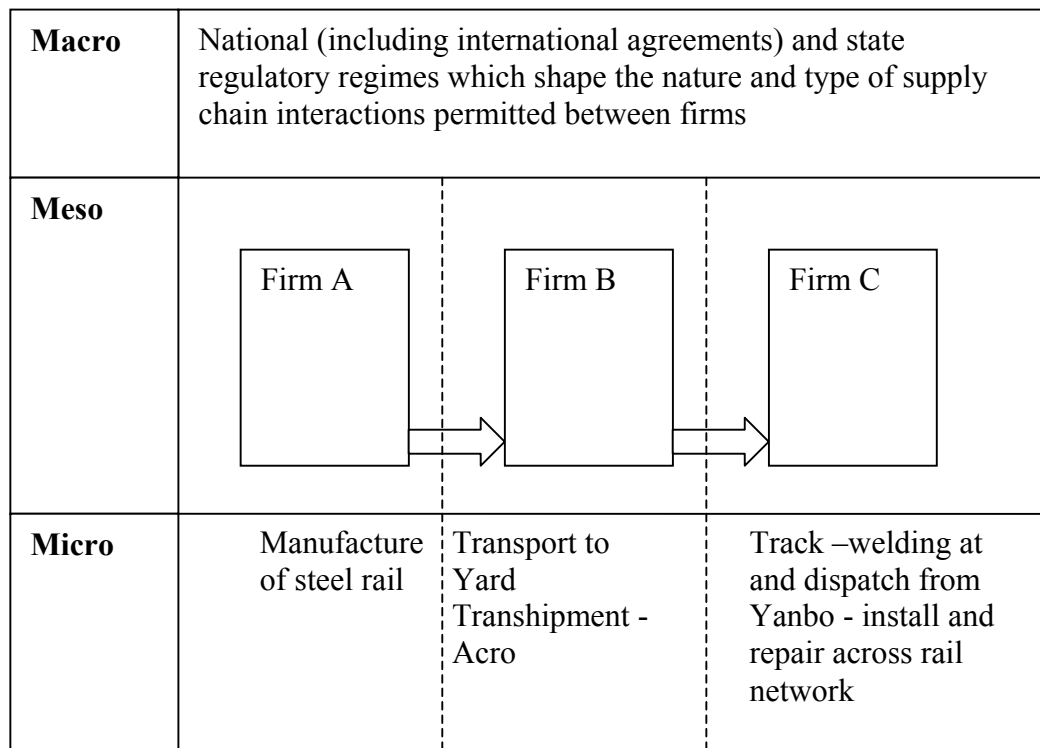 Macro
National (including international agreements) and state
regulatory regimes which shape the nature and type of supply
chain interactions permitted between firms
Meso
Firm A
Firm B
Firm C
Micro
Manufacture
of steel rail
Transport to
Yard
Transhipment -
Acro
Track –welding at
and dispatch from
Yanbo - install and
repair across rail
network